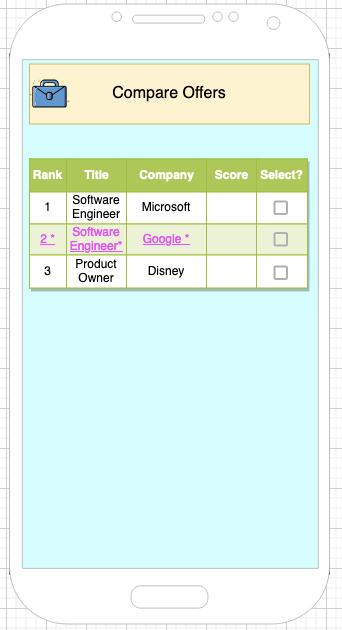 Compare Offers
Rank Title Company Score Select?
1 Software Engineer Microsoft
2 * Software Engineer* Google *
3 Product Owner Disney